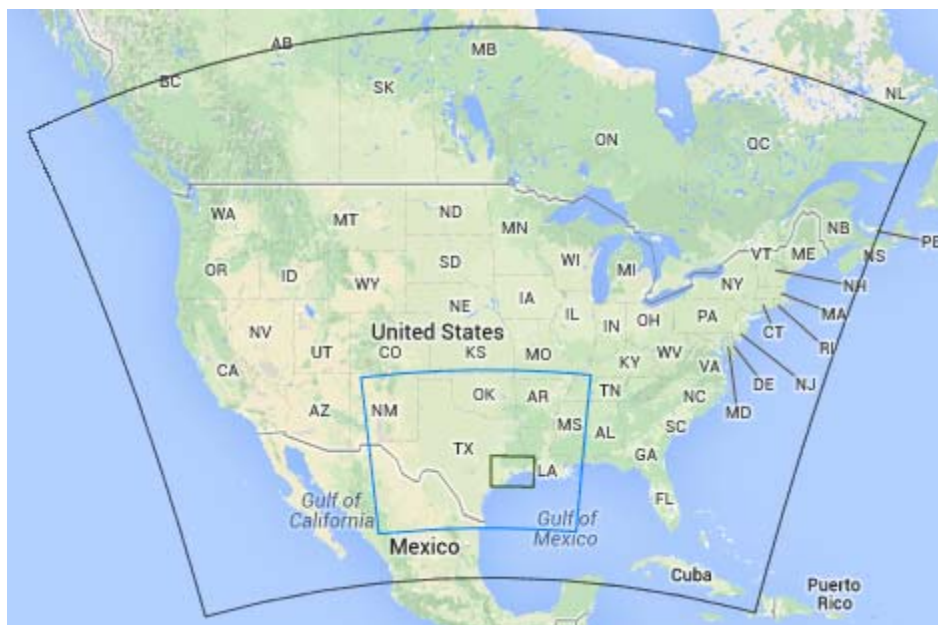 AB
MB
BC
SK
NL
ON
QC
WA
MT
ND
MN
NB
PE
VT
ME
NS
OR
ID
SD
WI
MI
WY
NY
NH
NE
IA
MA
IL
IN
OH
PA
CT
RI
NV
United States
UT
CO
KS
MO
KY
WV
VA
DE
NJ
CA
MD
AZ
NM
OK
AR
TN
NC
SC
MS
AL
TX
GA
LA
FL
Gulf of
California
Gulf of
Mexico
Mexico
Cuba
Puerto
Rico